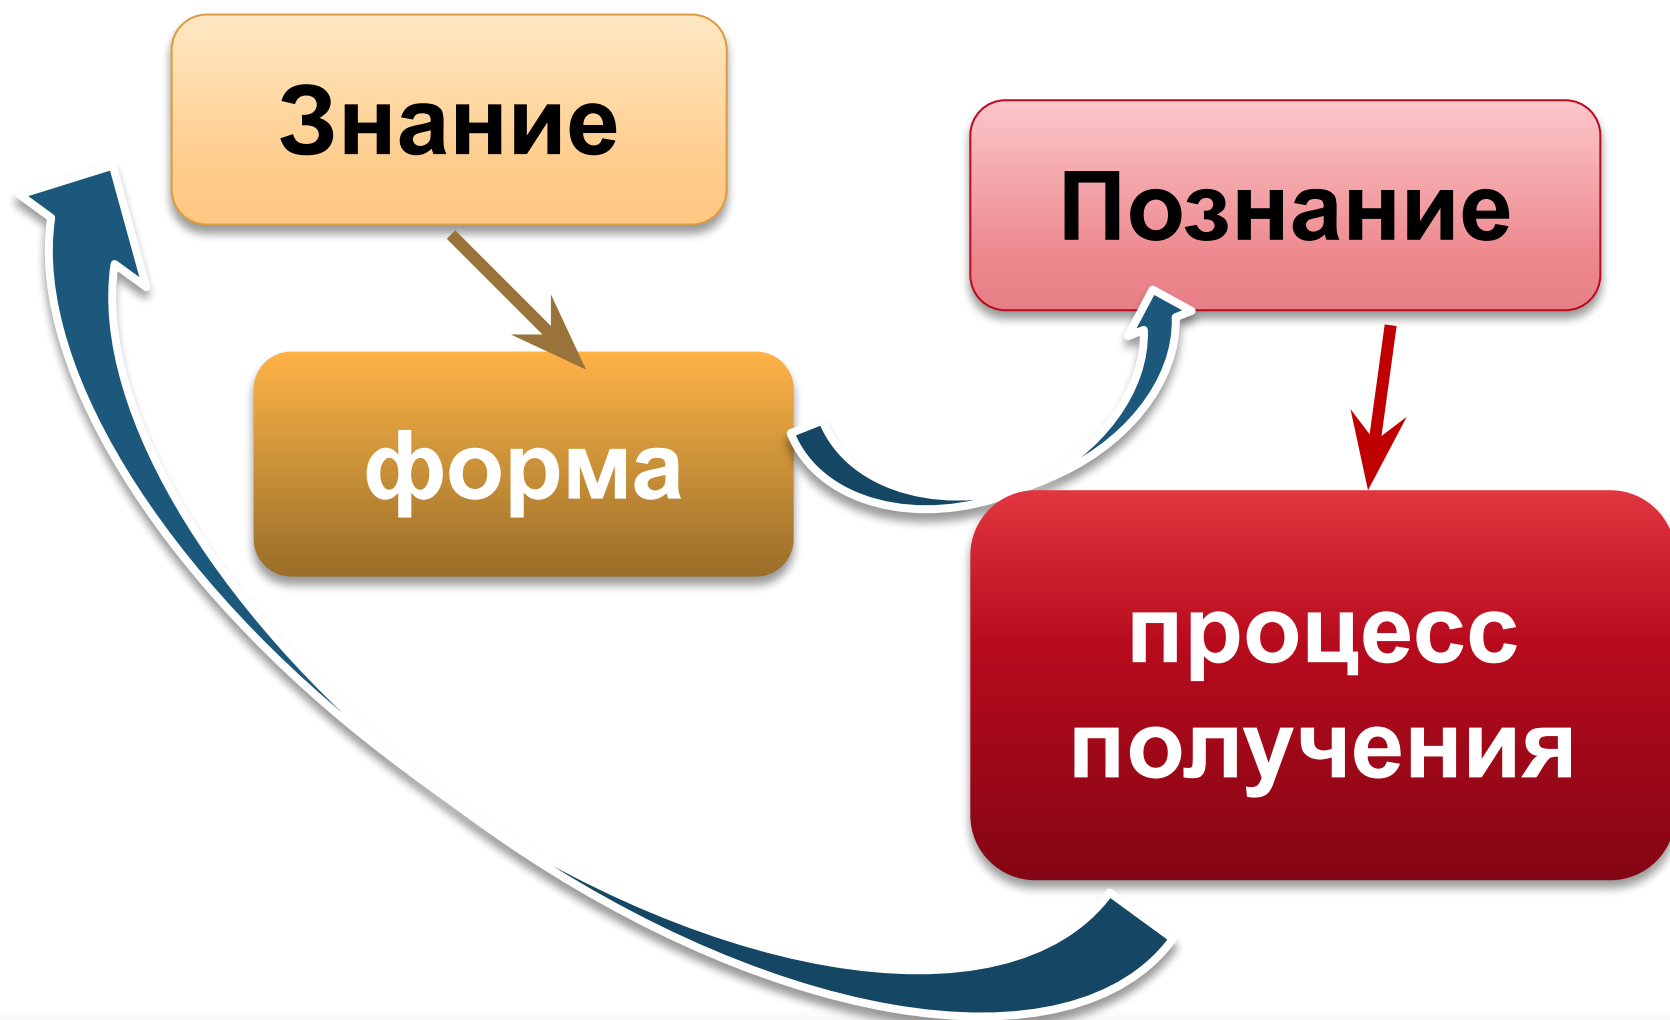 Знание
Познание
форма
процесс
получения